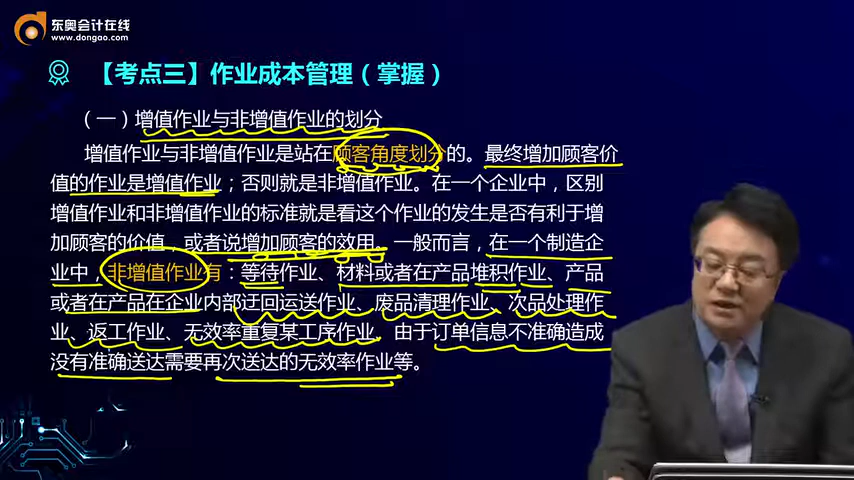 东奥会计在线
www.dongao.com
【考点三】作业成本管理（掌握）
（一）增值作业与非增值作业的划分
增值作业与非增值作业是站在顾客角度划分的。最终增加顾客价
值的作业是增值作业；否则就是非增值作业。在一个企业中，区别
增值作业和非增值作业的标准就是看这个作业的发生是否有利于增
加顾客的价值，或者说增加顾客的效用。一般而言，在一个制造企
业中，非增值作业有：等待作业、材料或者在产品堆积作业、产品
或者在产品在企业内部迂回运送作业、废品清理作业、次品处理作
业、返工作业、无效率重复某工序作业。由于订单信息不准确造成
没有准确送达需要再次送达的无效率作业等。